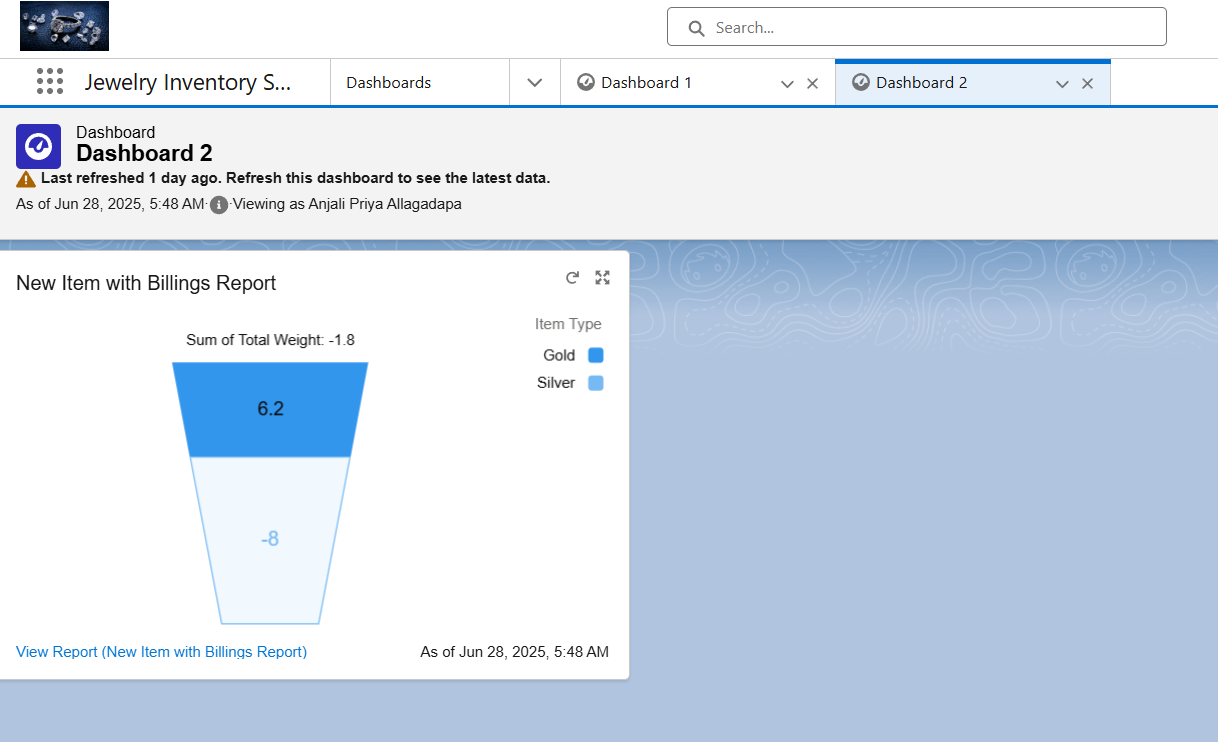 Search...
Jewelry Inventory S...
Dashboards
Dashboard 1
Dashboard 2
Dashboard
Dashboard 2
Last refreshed 1 day ago. Refresh this dashboard to see the latest data.
As of Jun 28, 2025, 5:48 AM·Viewing as Anjali Priya Allagadapa
New Item with Billings Report
Item Type
Sum of Total Weight: -1.8
Gold
Silver
6.2
-8
View Report (New Item with Billings Report)
As of Jun 28, 2025, 5:48 AM